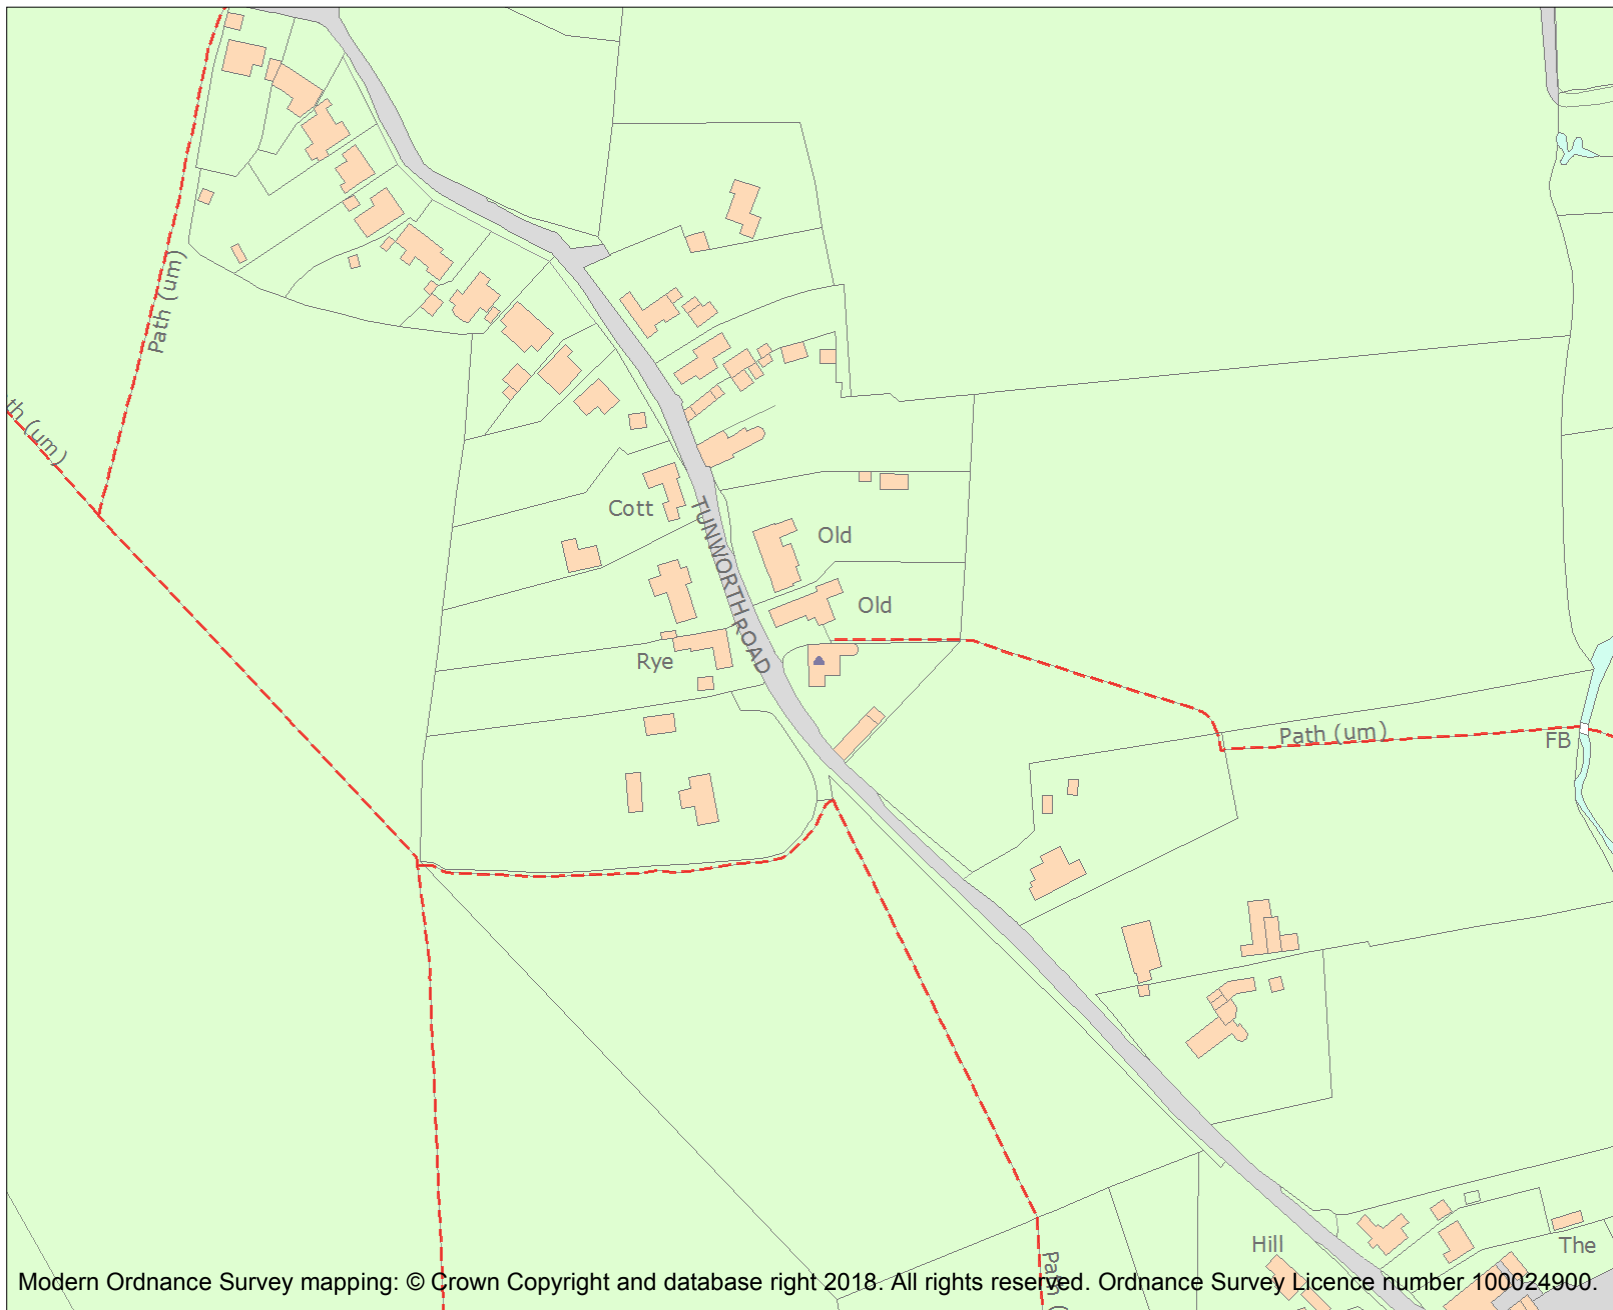 Path (um)
th (um)
Cott
TUNWORTH ROAD
Old
Old
Rye
Path (um)
FB
Hill
The
Path (
Modern Ordnance Survey mapping: © Crown Copyright and database right 2018. All rights reserved. Ordnance Survey Licence number 100024900.